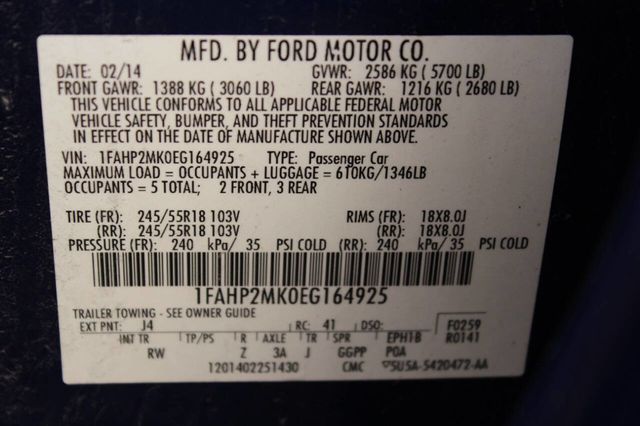 MFD. BY FORD MOTOR CO.
DATE: 02/14 GVWR: 2586 KG ( 5700 LB)
FRONT GAWR: 1388 KG ( 3060 LB) REAR GAWR: 1216 KG ( 2680 LB)
THIS VEHICLE CONFORMS TO ALL APPLICABLE FEDERAL MOTOR
VEHICLE SAFETY, BUMPER, AND THEFT PREVENTION STANDARDS
IN EFFECT ON THE DATE OF MANUFACTURE SHOWN ABOVE.
VIN: 1FAHP2MK0EG164925 TYPE: Passenger Car
MAXIMUM LOAD = OCCUPANTS + LUGGAGE = 610KG/1346LB
OCCUPANTS = 5 TOTAL; 2 FRONT, 3 REAR
TIRE (FR): 245/55R18 103V RIMS (FR): 18X8.0J
(RR): 245/55R18 103V (RR): 18X8.0J
PRESSURE (FR): 240 kPa/ 35 PSI COLD (RR): 240 kPa/ 35 PSI COLD
1FAHP2MK0EG164925
TRAILER TOWING - SEE OWNER GUIDE
EXT PNT: J4 RC: 41 DSO: F0259
INT TR TP/PS R AXLE TR SPR EPH1B R0141
RW Z 3A J GGPP POA
1201402251430 CMC 5U5A-5420472-AA